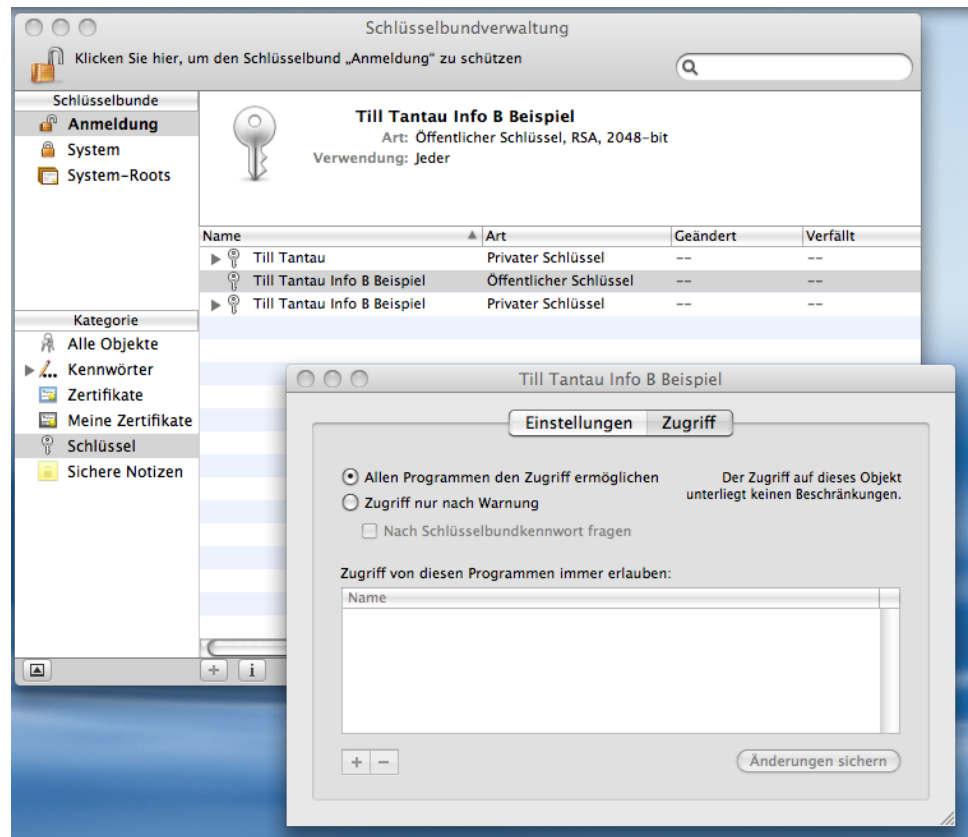 Schlüsselbundverwaltung
Klicken Sie hier, um den Schlüsselbund „Anmeldung“ zu schützen
Schlüsselbunde
Anmeldung
System
System-Roots
Till Tantau Info B Beispiel
Art: Öffentlicher Schlüssel, RSA, 2048-bit
Verwendung: Jeder
Name Art Geändert Verfällt
Till Tantau Privater Schlüssel -- --
Till Tantau Info B Beispiel Öffentlicher Schlüssel -- --
Till Tantau Info B Beispiel Privater Schlüssel -- --
Kategorie
Alle Objekte
Kennwörter
Zertifikate
Meine Zertifikate
Schlüssel
Sichere Notizen
Till Tantau Info B Beispiel
Einstellungen Zugriff
Allen Programmen den Zugriff ermöglichen
Zugriff nur nach Warnung
Nach Schlüsselbundkennwort fragen
Der Zugriff auf dieses Objekt
unterliegt keinen Beschränkungen.
Zugriff von diesen Programmen immer erlauben:
Name
+ −
Änderungen sichern
+ i